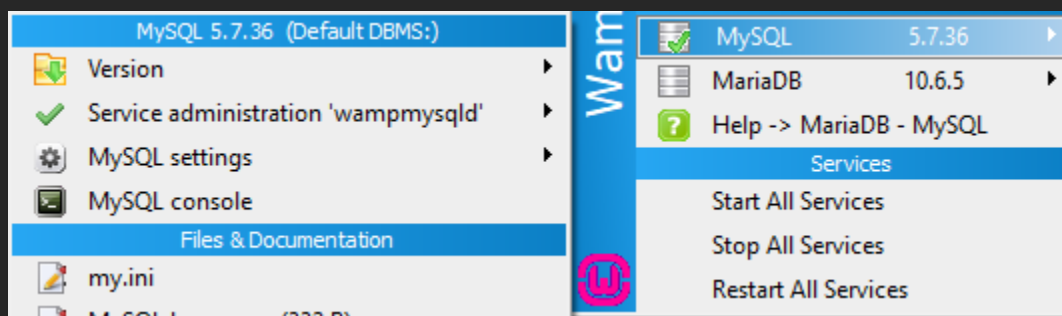 MySQL 5.7.36 (Default DBMS:)
Version
Service administration 'wampmysqld'
MySQL settings
MySQL console
Files & Documentation
my.ini
Wam
MySQL 5.7.36
MariaDB 10.6.5
Help -> MariaDB - MySQL
Services
Start All Services
Stop All Services
Restart All Services